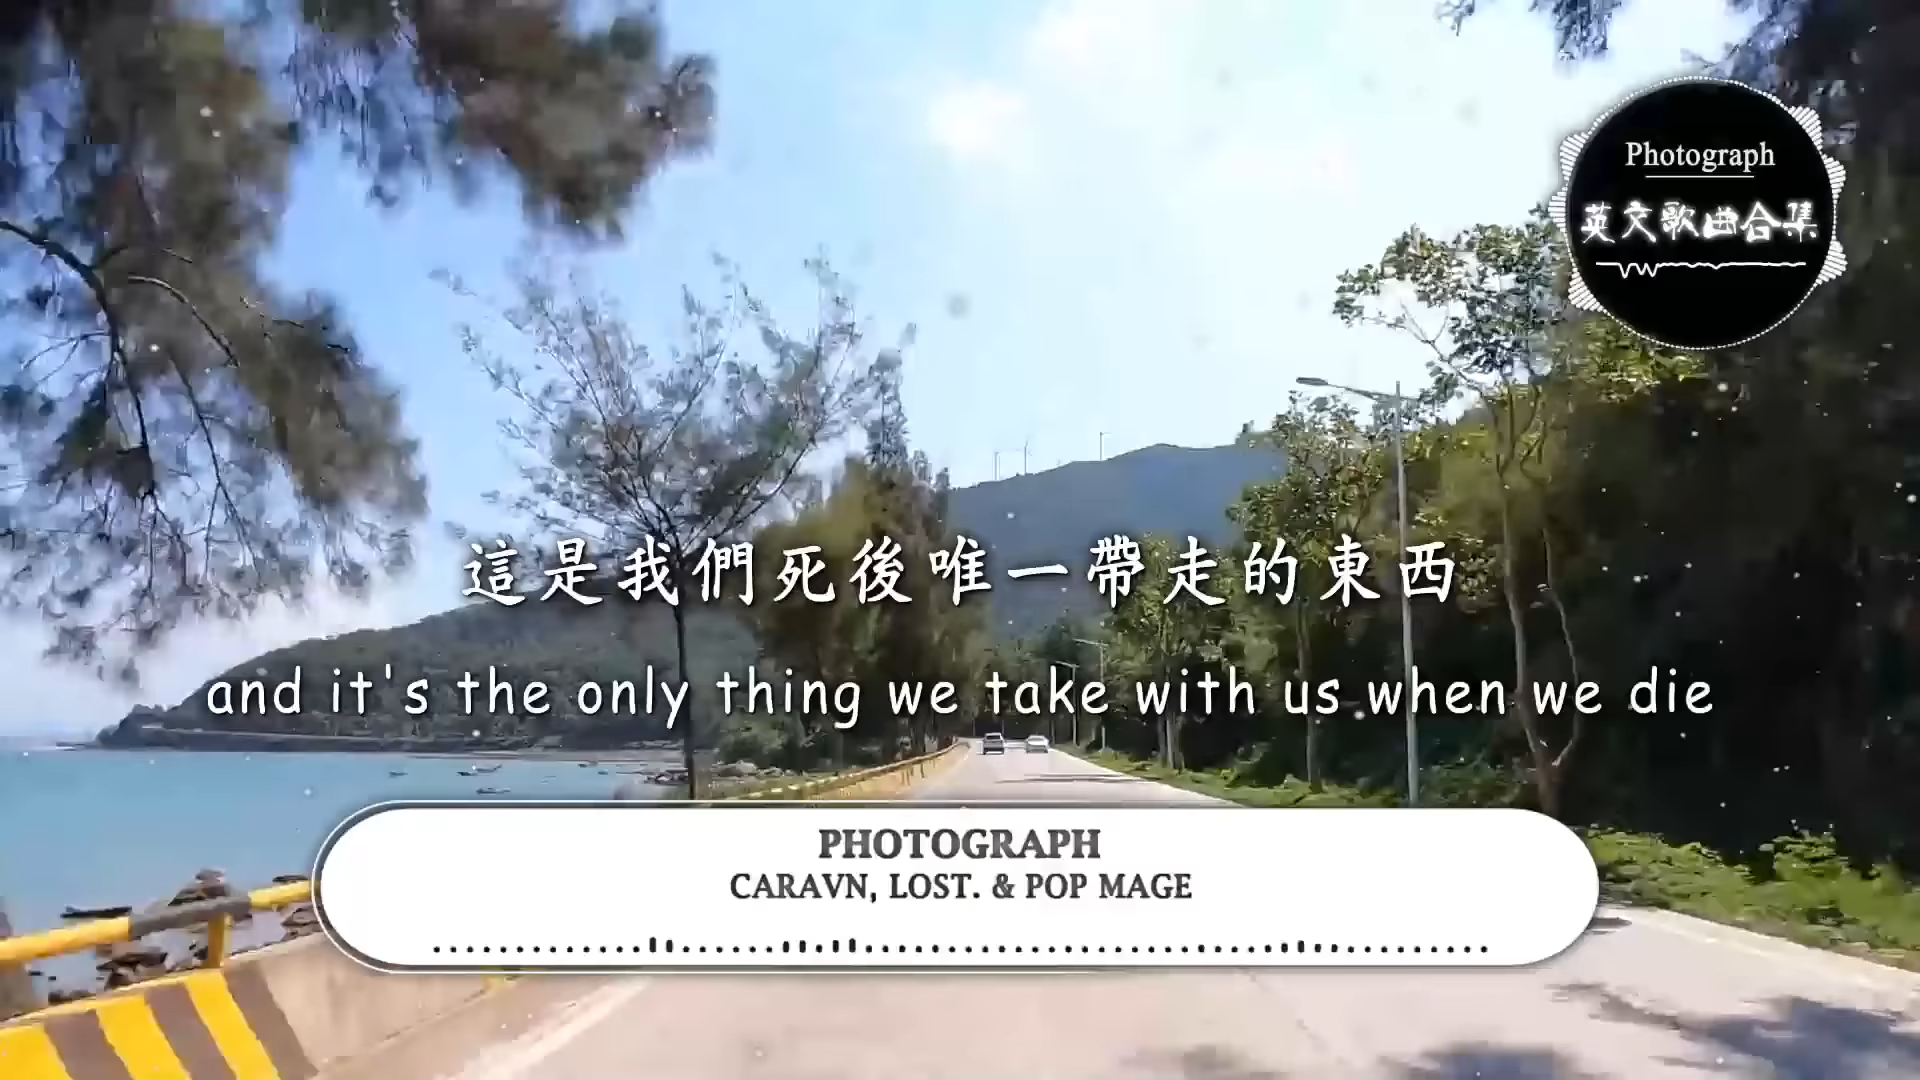 Photograph
英文歌曲合集
這是我們死後唯一帶走的東西
and it's the only thing we take with us when we die
PHOTOGRAPH
CARAVN, LOST. & POP MAGE